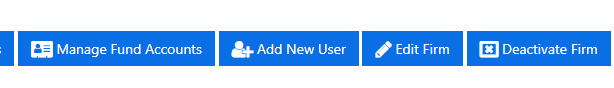 Manage Fund Accounts Add New User Edit Firm Deactivate Firm